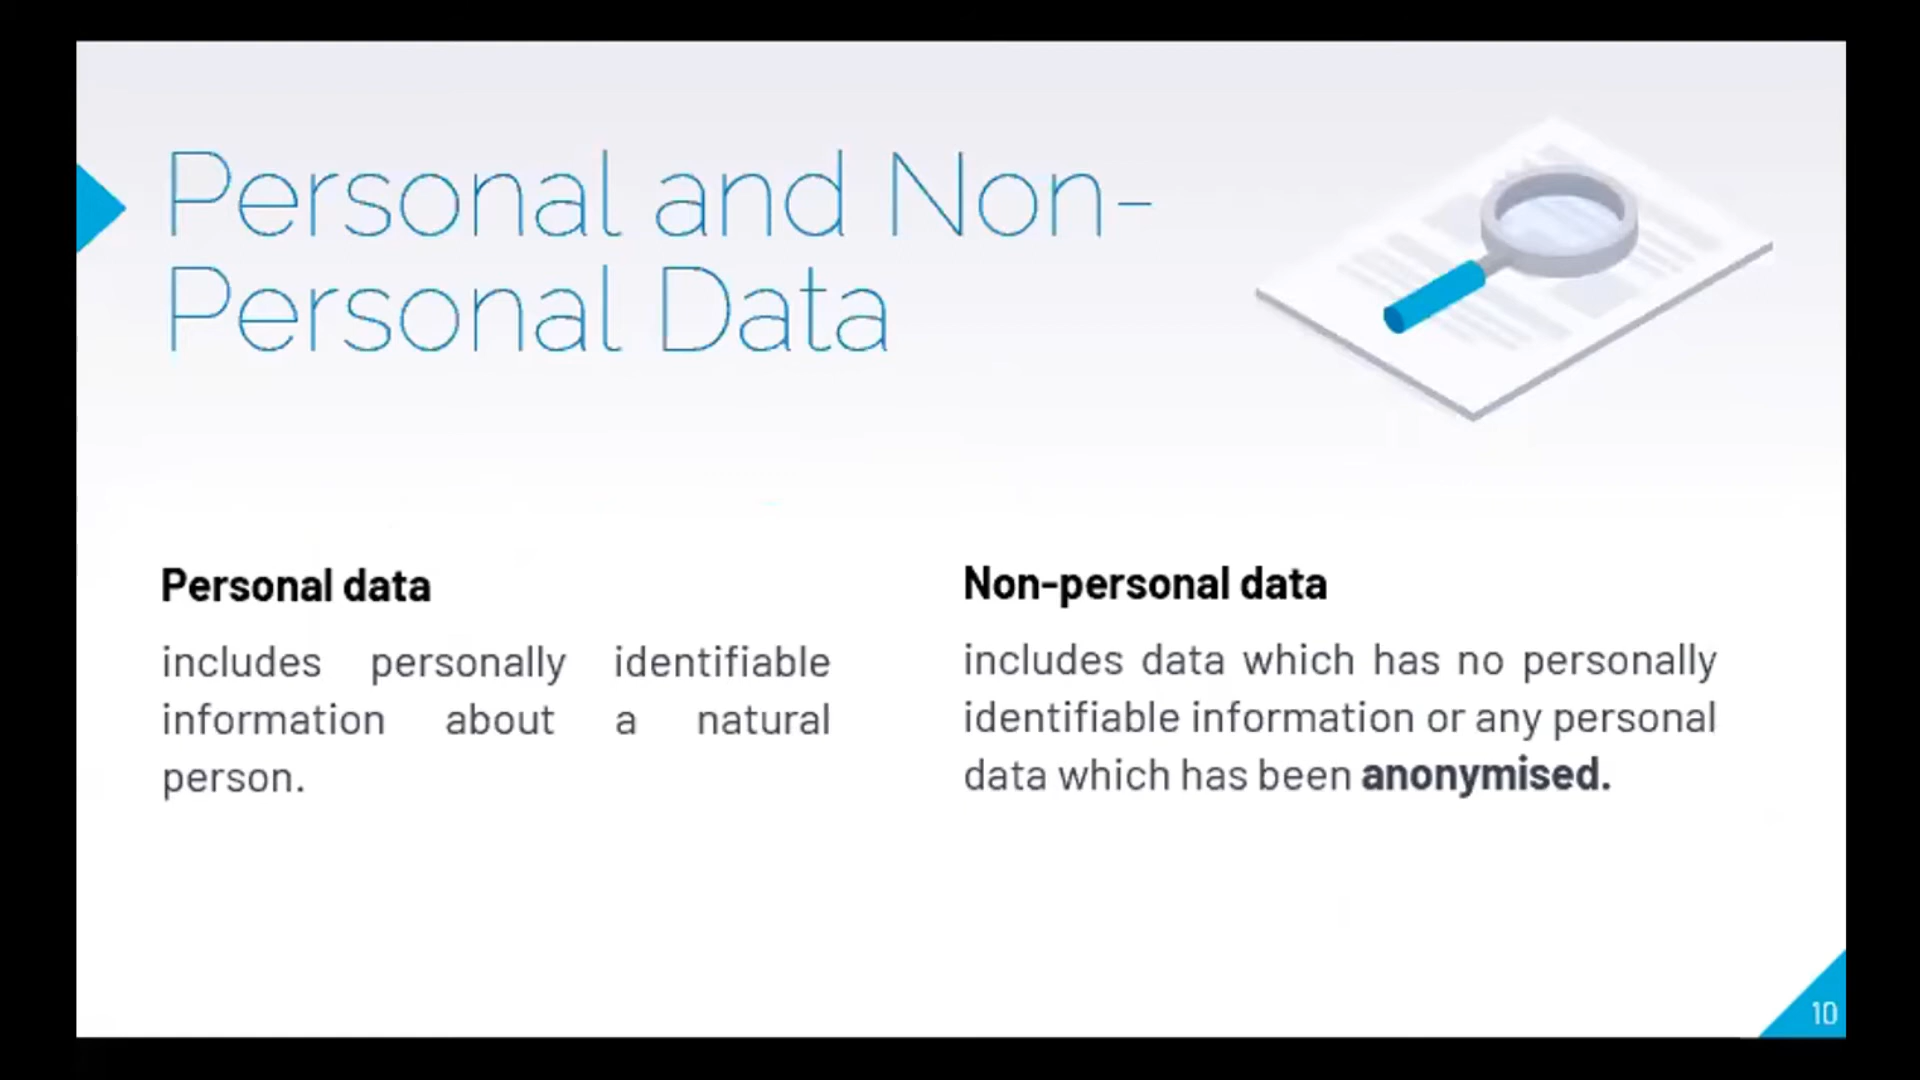 Personal and Non-
Personal Data
Personal data
includes personally identifiable
information about a natural
person.
Non-personal data
includes data which has no personally
identifiable information or any personal
data which has been anonymised.
10